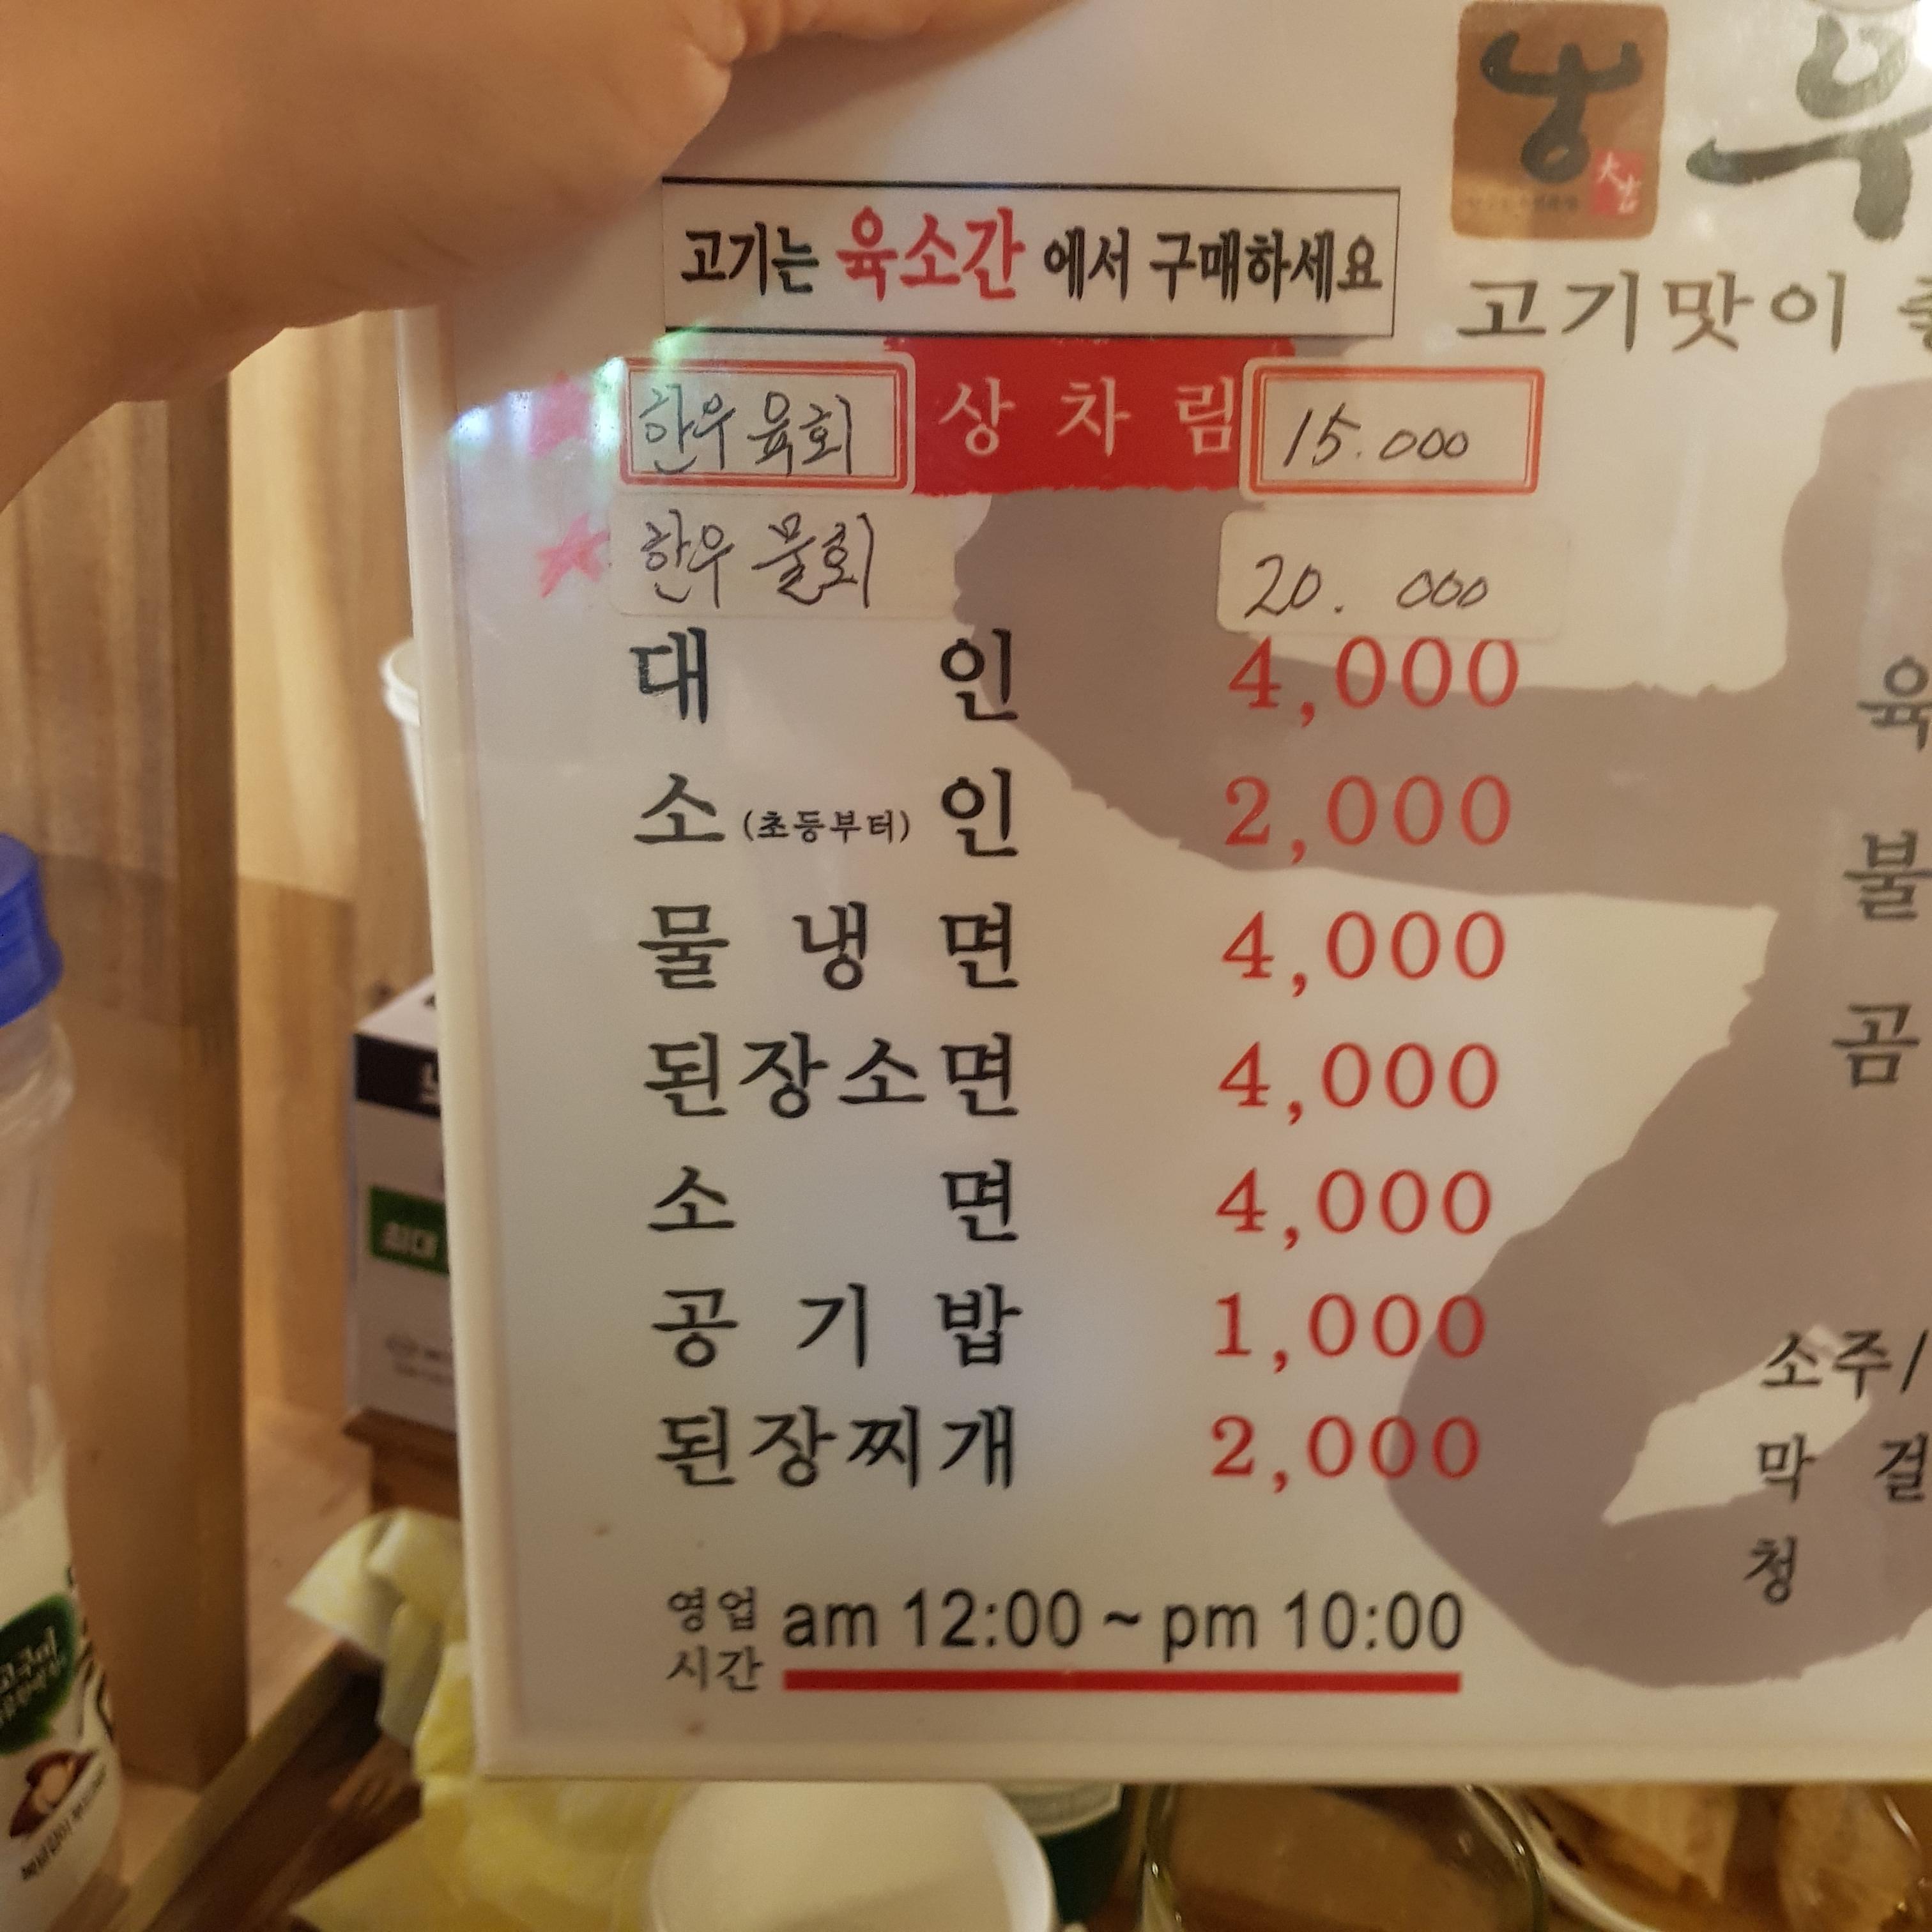 우
고기는 육소간 에서 구매하세요
고기맛이
상차림
한우 육회 15.000
한우 물회 20.000
대인 4,000
소(초등부터)인 2,000
물냉면 4,000
된장소면 4,000
소면 4,000
공기밥 1,000
된장찌개 2,000
영업시간 am 12:00 ~ pm 10:00
육
불
곰
소주/
막걸
청
大吉